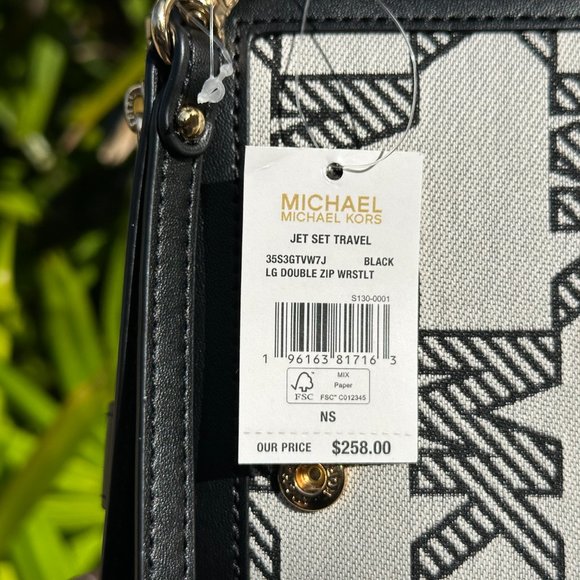 MICHAEL
MICHAEL KORS
JET SET TRAVEL
35S3GTVW7J BLACK
LG DOUBLE ZIP WRSTLT
S130-0001
1 96163 81716 3
FSC
MIX
Paper
FSC® C012345
NS
OUR PRICE $258.00